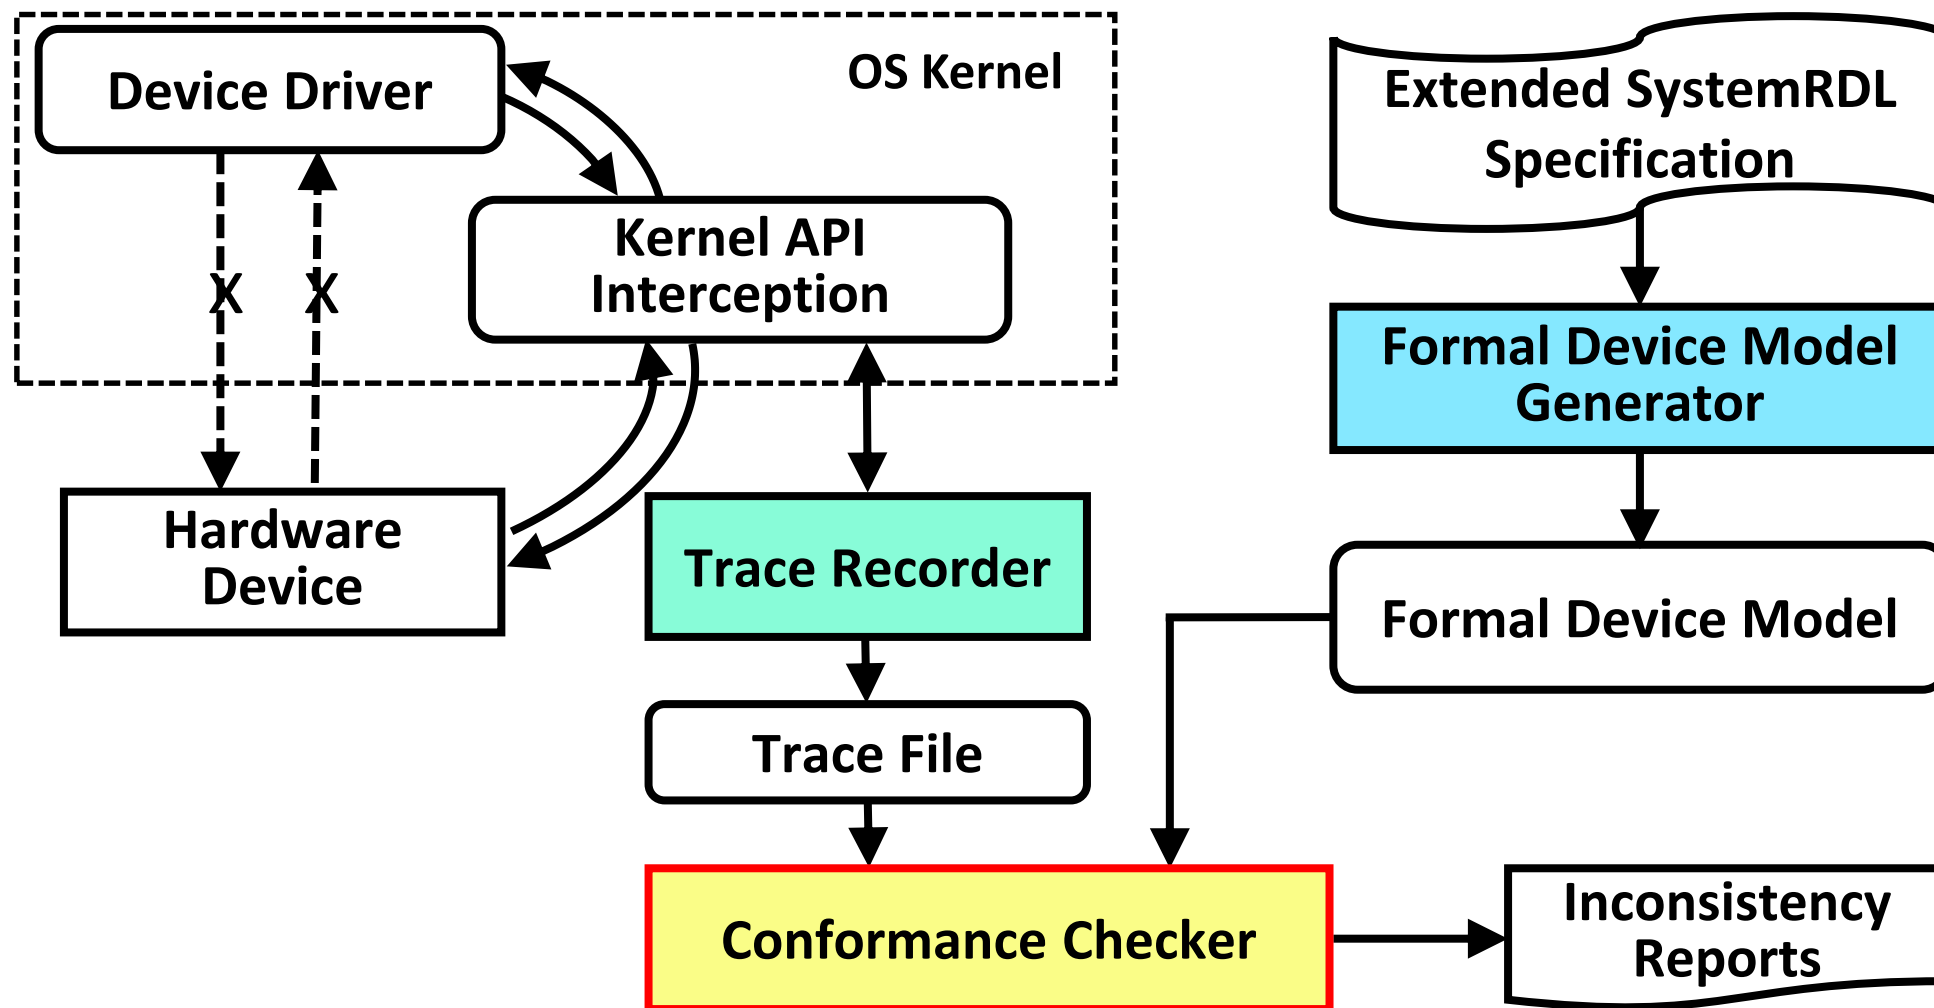 Device Driver
OS Kernel
Kernel API
Interception
X
X
Hardware
Device
Trace Recorder
Trace File
Extended SystemRDL
Specification
Formal Device Model
Generator
Formal Device Model
Conformance Checker
Inconsistency
Reports